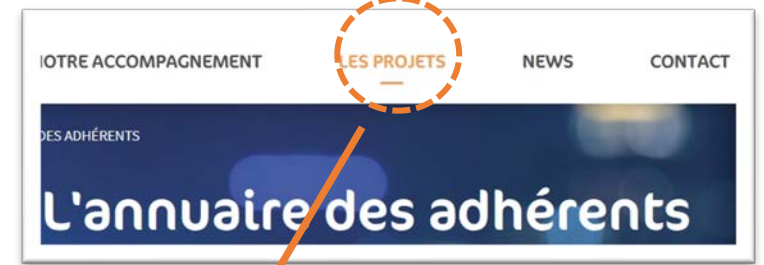 IOTRE ACCOMPAGNEMENT LES PROJETS NEWS CONTACT
DES ADHÉRENTS
L'annuaire des adhérents